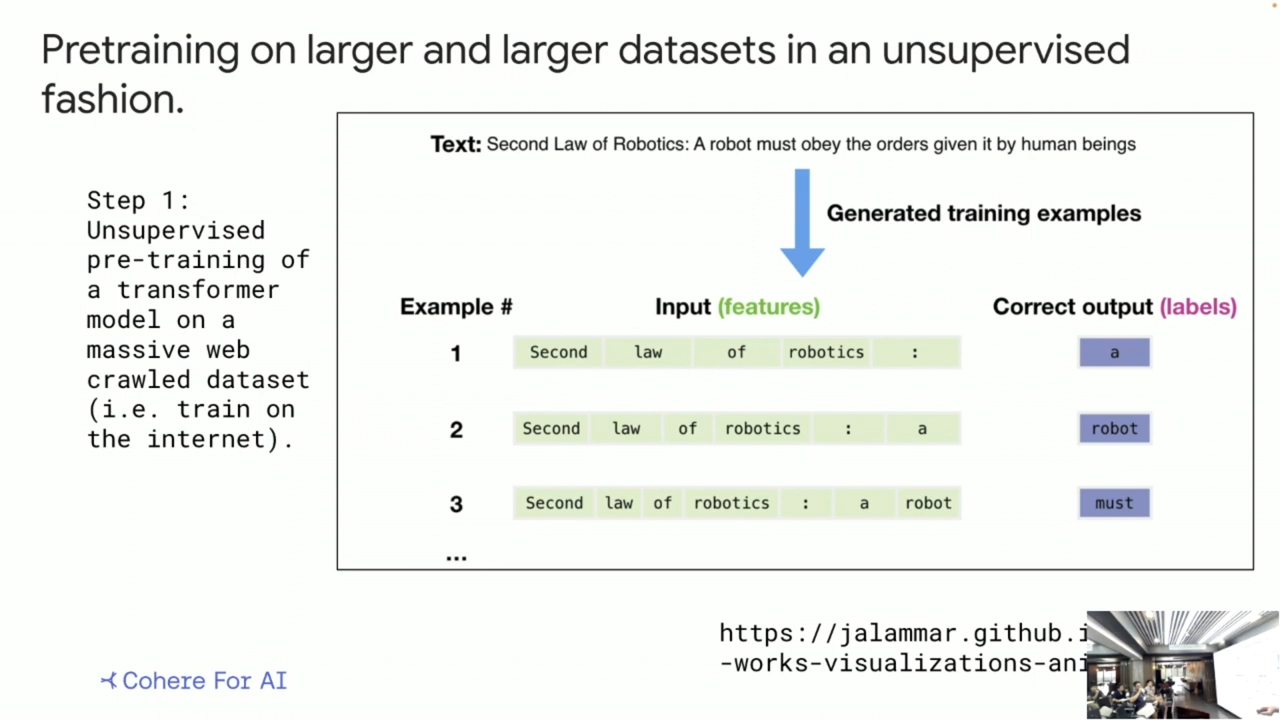 Pretraining on larger and larger datasets in an unsupervised
fashion.
Text: Second Law of Robotics: A robot must obey the orders given it by human beings
Generated training examples
Step 1:
Unsupervised
pre-training of
a transformer
model on a
massive web
crawled dataset
(i.e. train on
the internet).
Example # Input (features) Correct output (labels)
1 Second law of robotics : a
2 Second law of robotics : a robot
3 Second law of robotics : a robot must
...
https://jalammar.github.i
-works-visualizations-ani
Cohere For AI